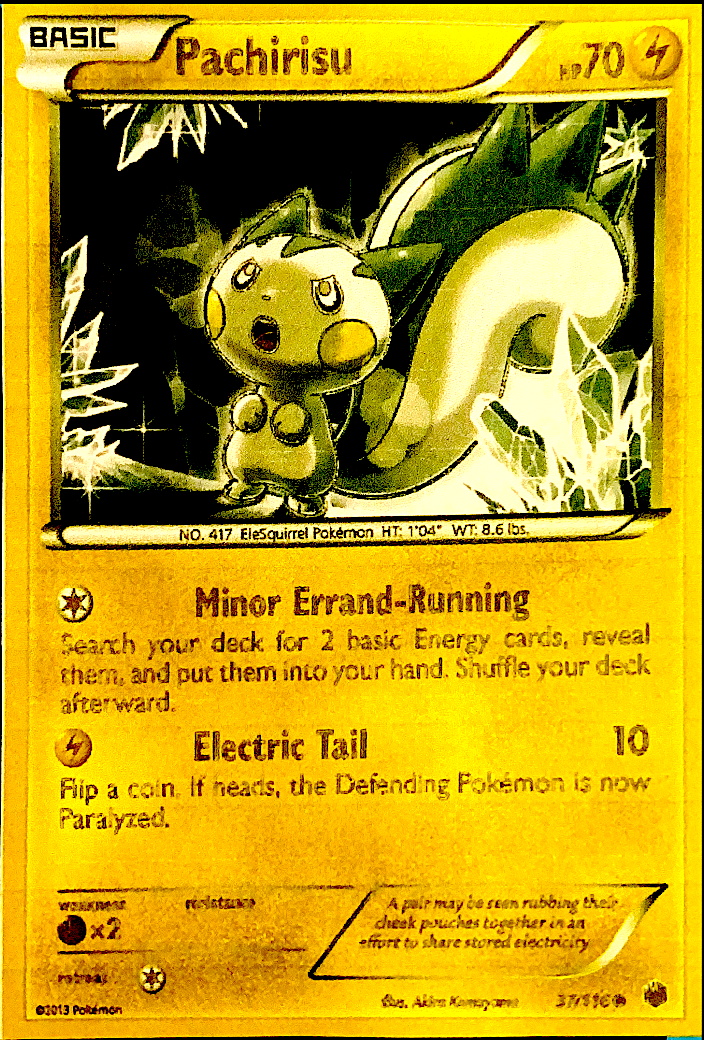 BASIC
Pachirisu
HP70
NO. 417 EleSquirrel Pokémon HT: 1'04" WT: 8.6 lbs.
Minor Errand-Running
Search your deck for 2 basic Energy cards, reveal
them, and put them into your hand. Shuffle your deck
afterward.
Electric Tail 10
Flip a coin. If heads, the Defending Pokémon is now
Paralyzed.
weakness resistance
×2
A pair may be seen rubbing their
cheek pouches together in an
effort to share stored electricity.
retreat
©2013 Pokémon
Illus. Akira Komayama
37/116